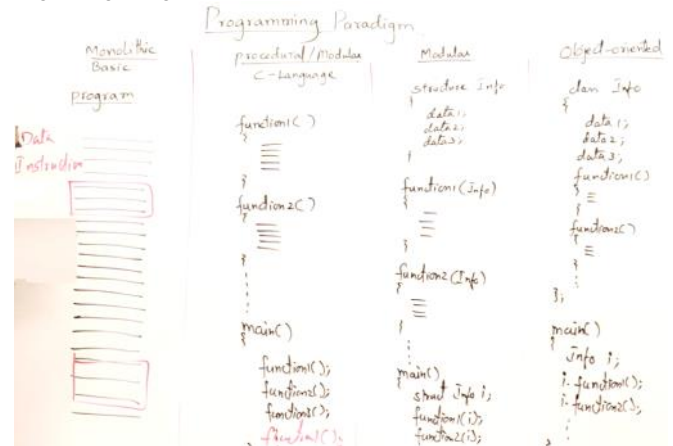 Programming Paradigm
Monolithic
Basic
program
Data
Instruction
procedural/Modular
C-Language
function1( )
{
}
function2( )
{
}
main( )
{
function1( );
function2( );
function3( );
function1( );
}
Modular
structure Info
{
data1;
data2;
data3;
}
function1(Info)
{
}
function2(Info)
{
}
main()
struct Info i;
function1(i);
function2(i);
Object-oriented
class Info
{
data1;
data2;
data3;
function1()
{
}
function2()
{
}
};
main( )
{
Info i;
i.function1();
i.function2();
}